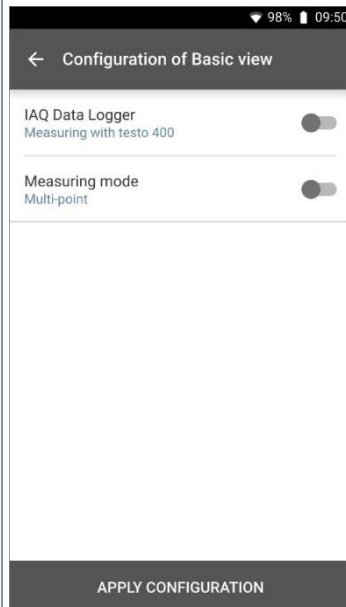 98% 09:50
Configuration of Basic view
IAQ Data Logger
Measuring with testo 400
Measuring mode
Multi-point
APPLY CONFIGURATION